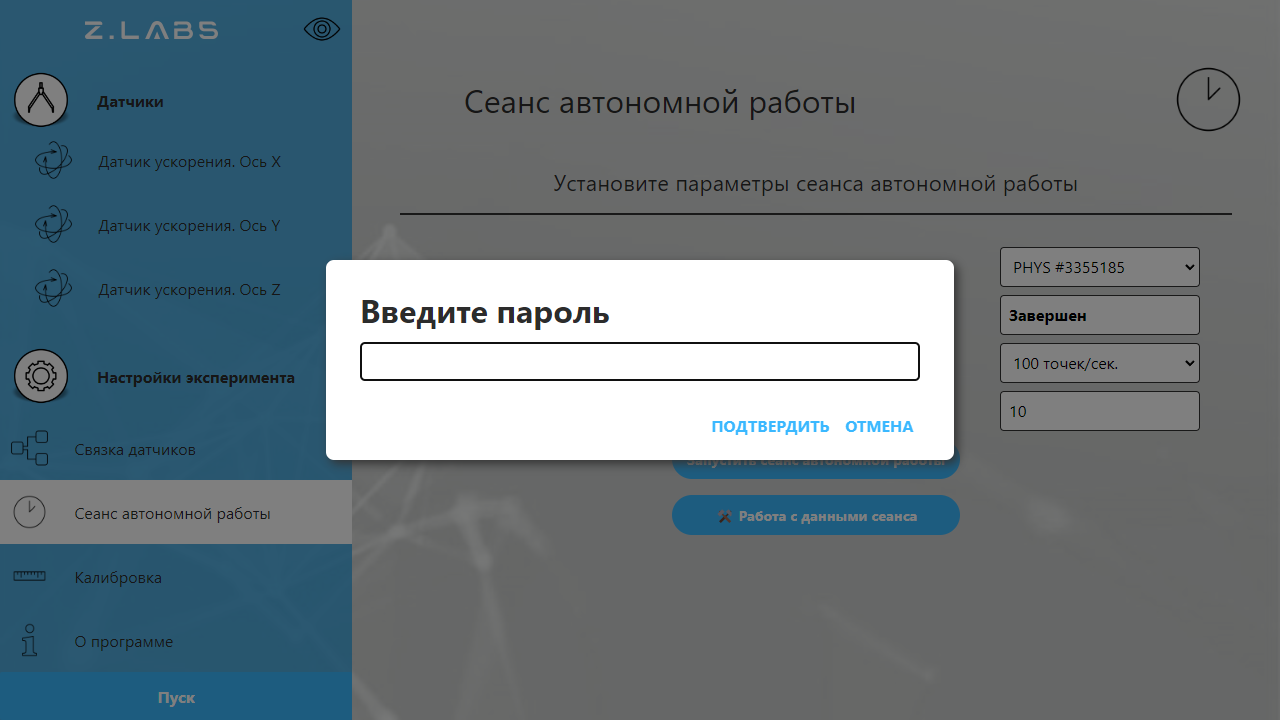 Z.LABS
Датчики
Датчик ускорения. Ось X
Датчик ускорения. Ось Y
Датчик ускорения. Ось Z
Настройки эксперимента
Связка датчиков
Сеанс автономной работы
Калибровка
О программе
Пуск
Сеанс автономной работы
Установите параметры сеанса автономной работы
PHYS #3355185
Завершен
100 точек/сек.
10
Введите пароль
ПОДТВЕРДИТЬ ОТМЕНА
Запустить сеанс автономной работы
Работа с данными сеанса